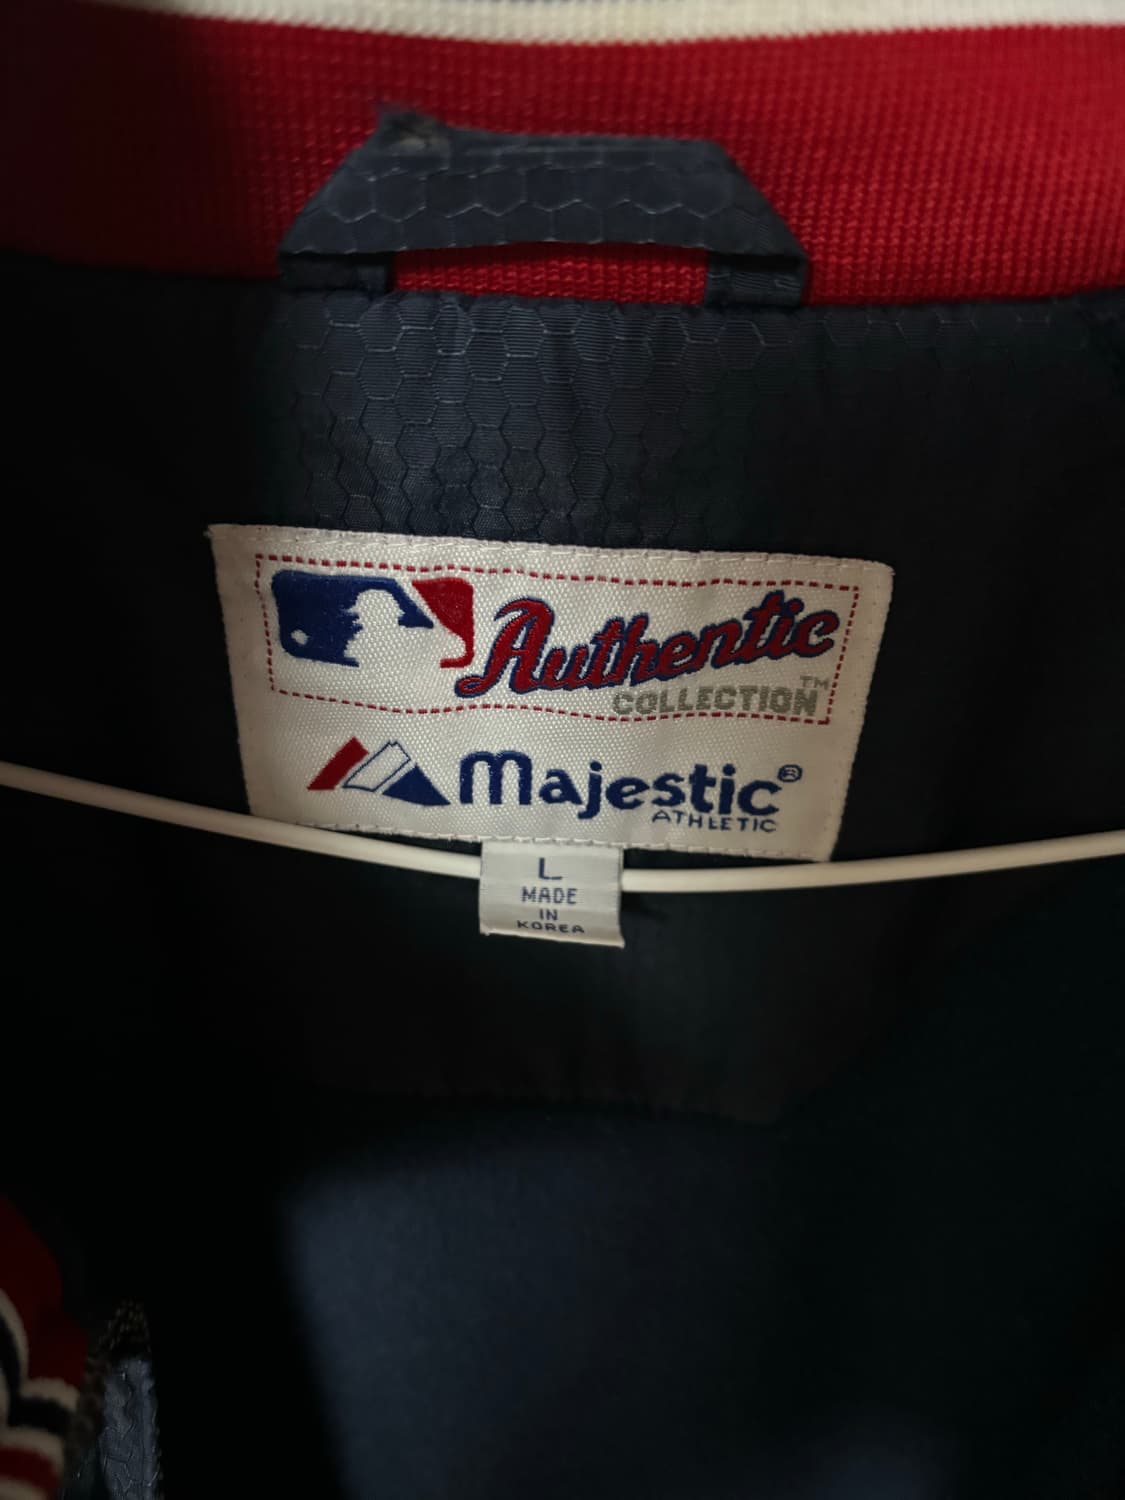 Authentic
COLLECTION™
Majestic®
ATHLETIC
L
MADE
IN
KOREA